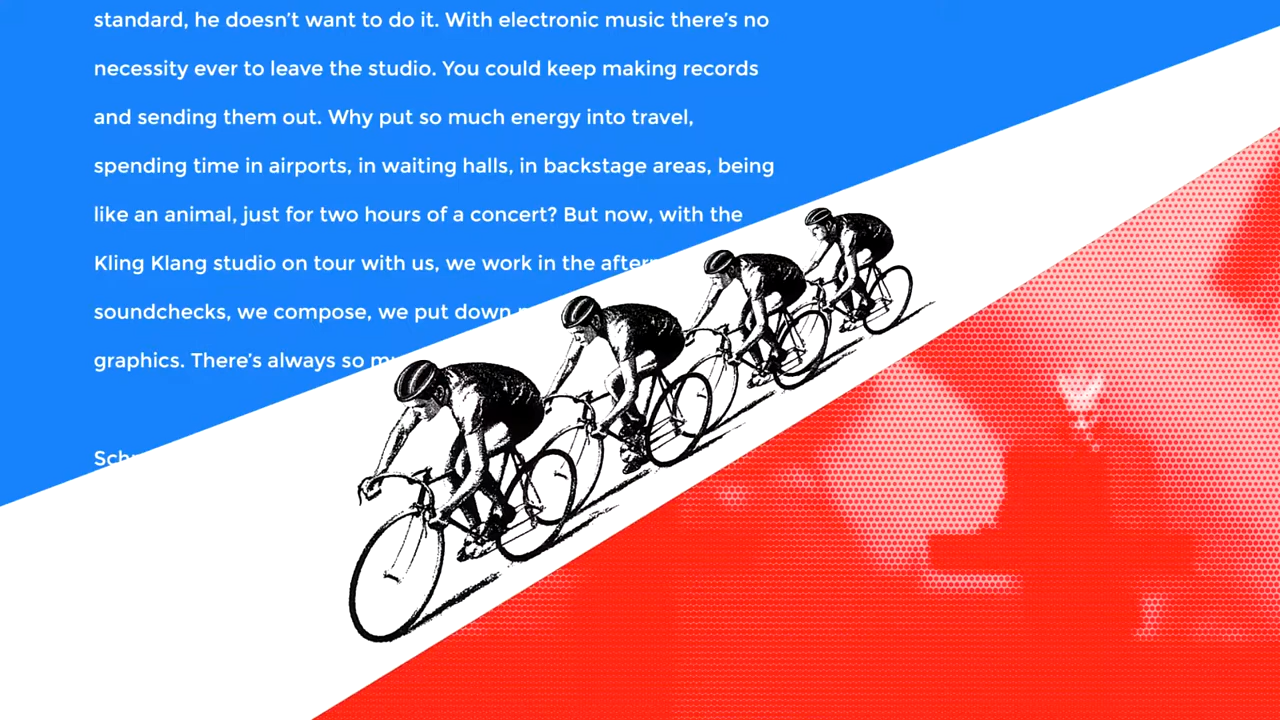 standard, he doesn’t want to do it. With electronic music there’s no
necessity ever to leave the studio. You could keep making records
and sending them out. Why put so much energy into travel,
spending time in airports, in waiting halls, in backstage areas, being
like an animal, just for two hours of a concert? But now, with the
Kling Klang studio on tour with us, we work in the
soundchecks, we compose, we put down
graphics. There’s always so